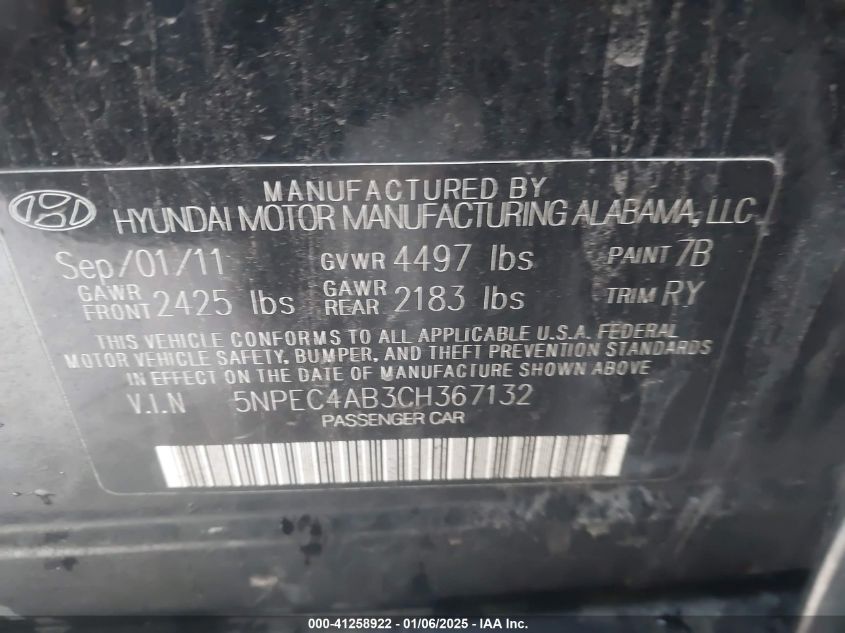 MANUFACTURED BY
HYUNDAI MOTOR MANUFACTURING ALABAMA, LLC
Sep/01/11 GVWR 4497 lbs PAINT 7B
GAWR FRONT 2425 lbs GAWR REAR 2183 lbs TRIM RY
THIS VEHICLE CONFORMS TO ALL APPLICABLE U.S.A. FEDERAL
MOTOR VEHICLE SAFETY, BUMPER, AND THEFT PREVENTION STANDARDS
IN EFFECT ON THE DATE OF MANUFACTURE SHOWN ABOVE
V.I.N 5NPEC4AB3CH367132
PASSENGER CAR
000-41258922 - 01/06/2025 - IAA Inc.